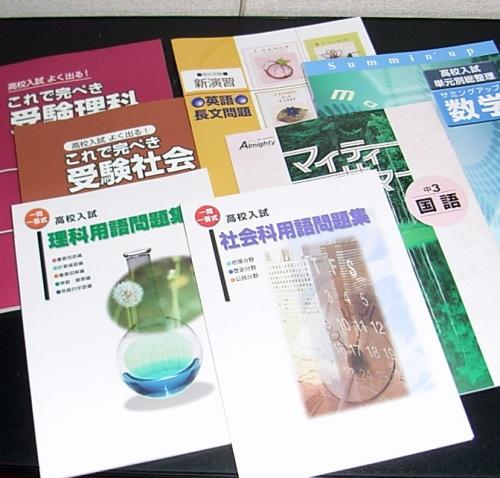 高校入試 よく出る!
これで完ぺき
受験理科
高校入試 よく出る!
これで完ぺき
受験社会
新演習
英語
長文問題
Almighty
Summin' up
高校入試
単元別総整理
サミングアップ
数学
マイティ
サマー
中3
国語
一問一答式
高校入試
理科用語問題集
一問一答式
高校入試
社会科用語問題集
地理分野
歴史分野
公民分野